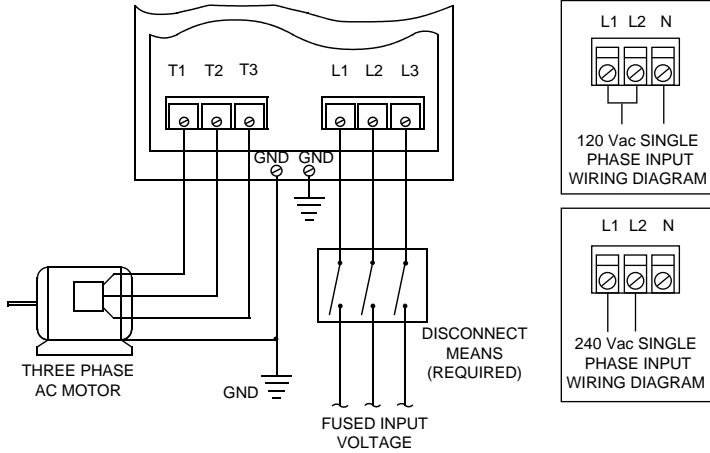 T1 T2 T3
L1 L2 L3
GND GND
THREE PHASE
AC MOTOR
GND
DISCONNECT
MEANS
(REQUIRED)
FUSED INPUT
VOLTAGE
L1 L2 N
120 Vac SINGLE
PHASE INPUT
WIRING DIAGRAM
L1 L2 N
240 Vac SINGLE
PHASE INPUT
WIRING DIAGRAM